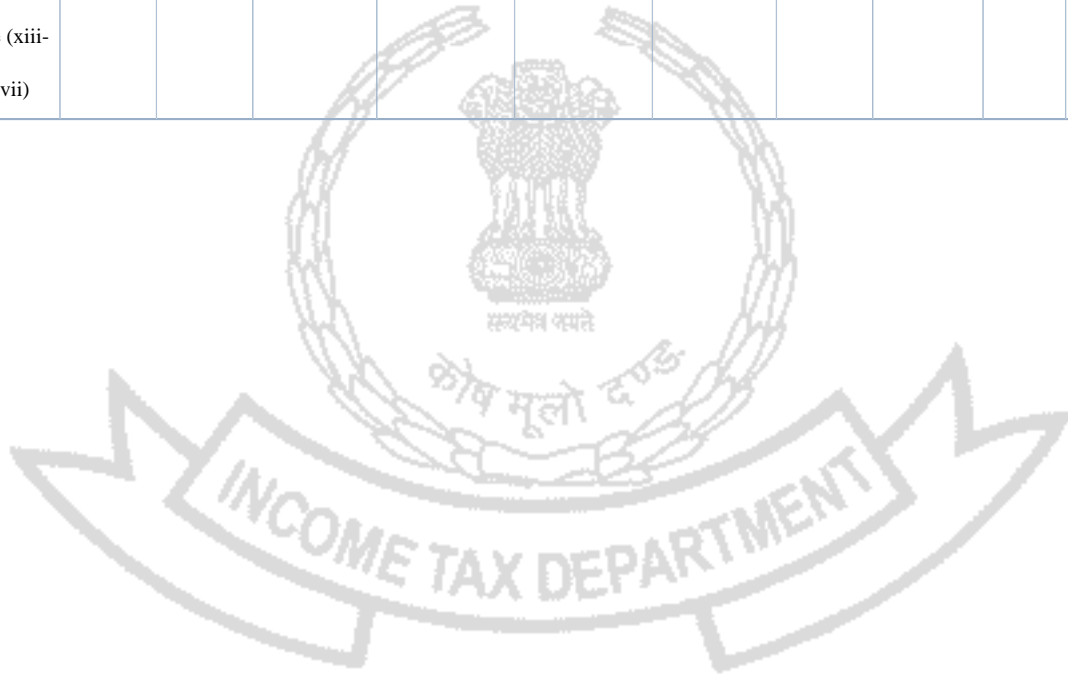 (xiii-
vii)
सत्यमेव जयते
कोष मूलो दण्ड
INCOME TAX DEPARTMENT